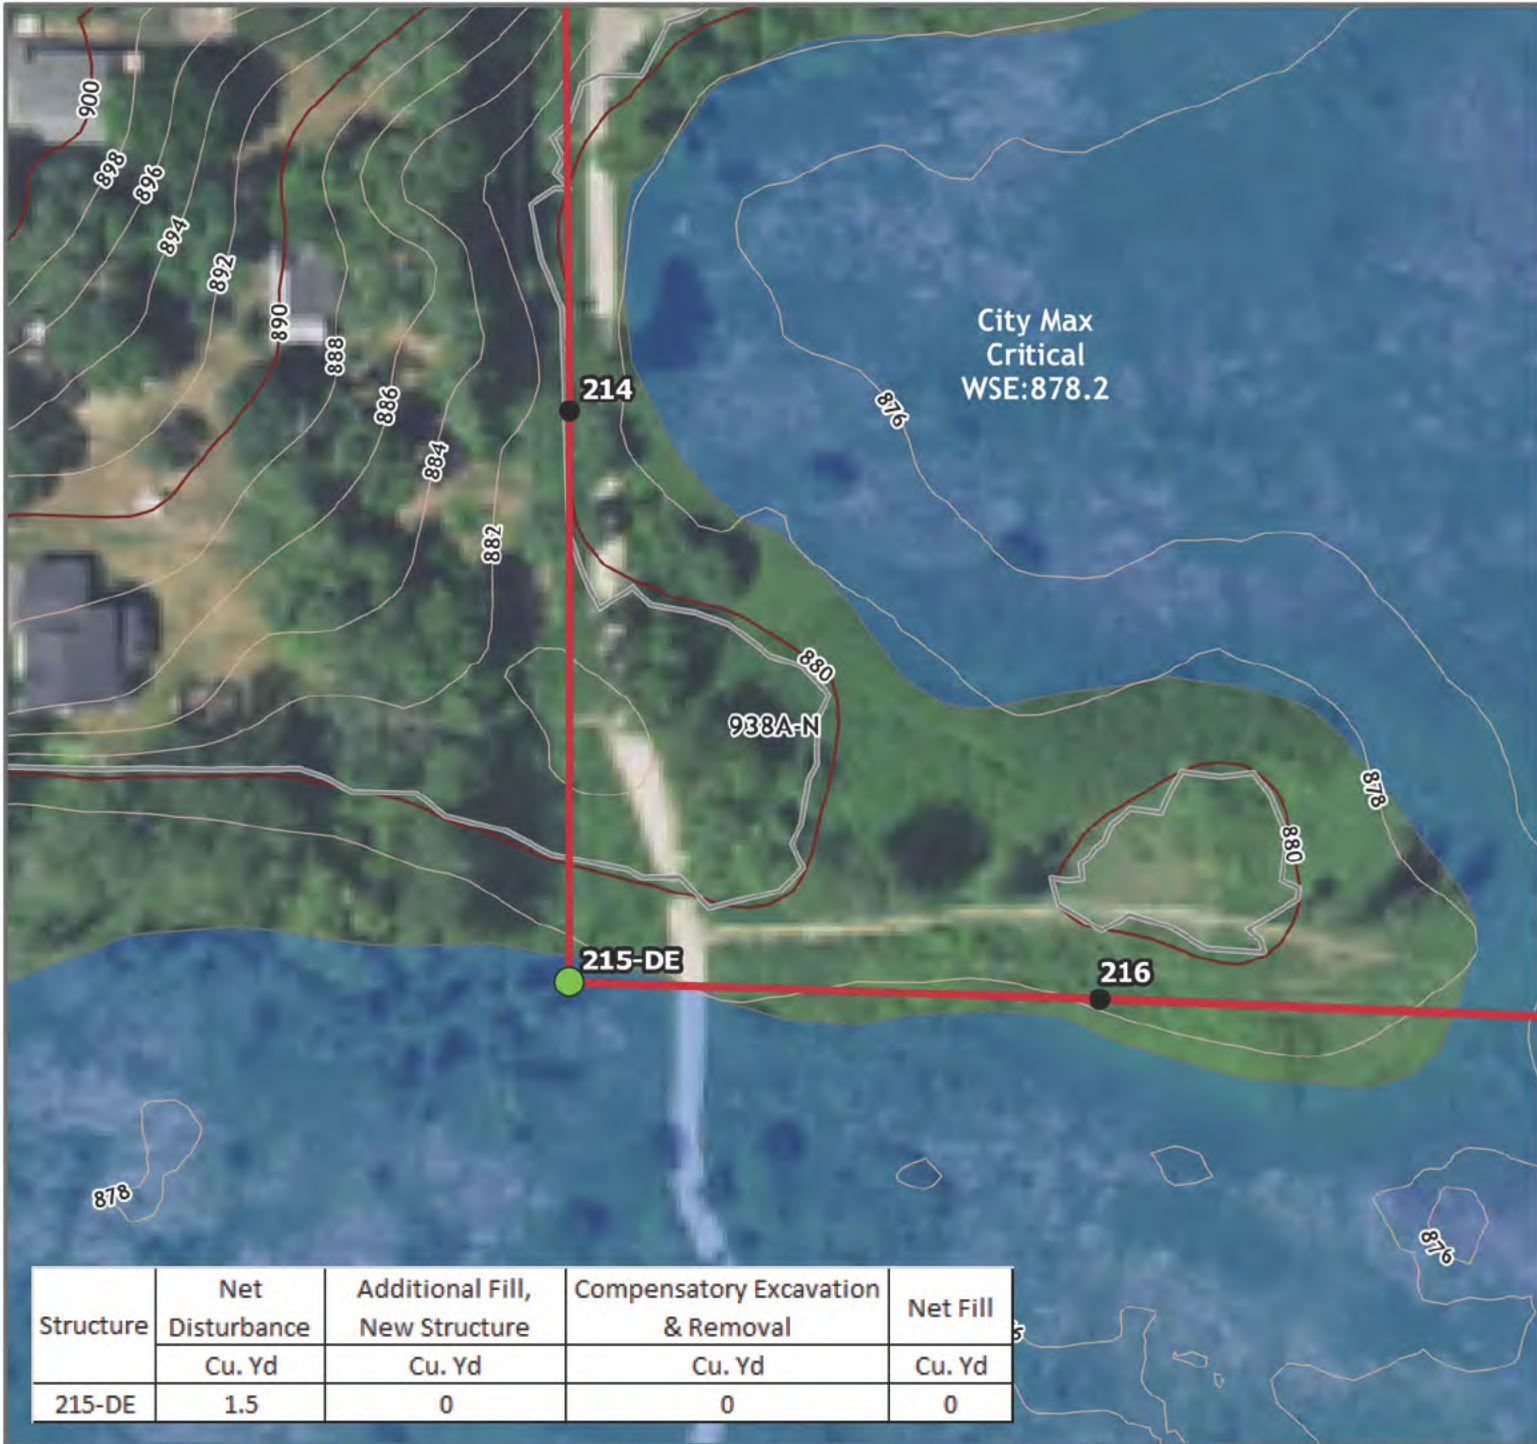 900
898
896
894
892
890
888
886
884
882
214
City Max
Critical
WSE:878.2
876
880
938A-N
878
880
215-DE
216
878
876
Structure
Net
Disturbance
Additional Fill,
New Structure
Compensatory Excavation
& Removal
Net Fill
Cu. Yd
Cu. Yd
Cu. Yd
Cu. Yd
215-DE
1.5
0
0
0